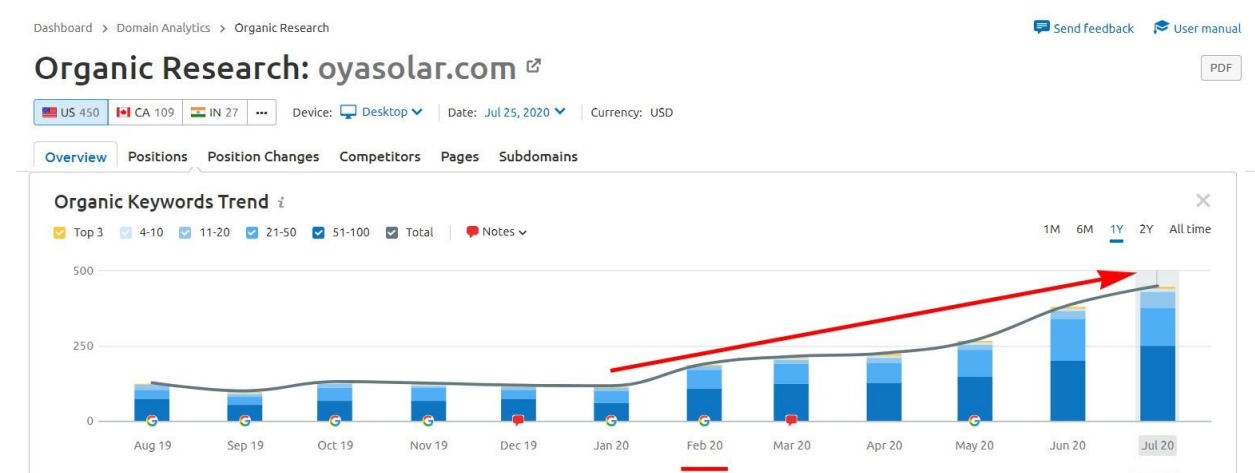 Dashboard > Domain Analytics > Organic Research
Send feedback
User manual
Organic Research: oyasolar.com
PDF
US 450 CA 109 IN 27 ... Device: Desktop Date: Jul 25, 2020 Currency: USD
Overview Positions Position Changes Competitors Pages Subdomains
Organic Keywords Trend i
Top 3 4-10 11-20 21-50 51-100 Total Notes
1M 6M 1Y 2Y All time
500
250
0
Aug 19 Sep 19 Oct 19 Nov 19 Dec 19 Jan 20 Feb 20 Mar 20 Apr 20 May 20 Jun 20 Jul 20